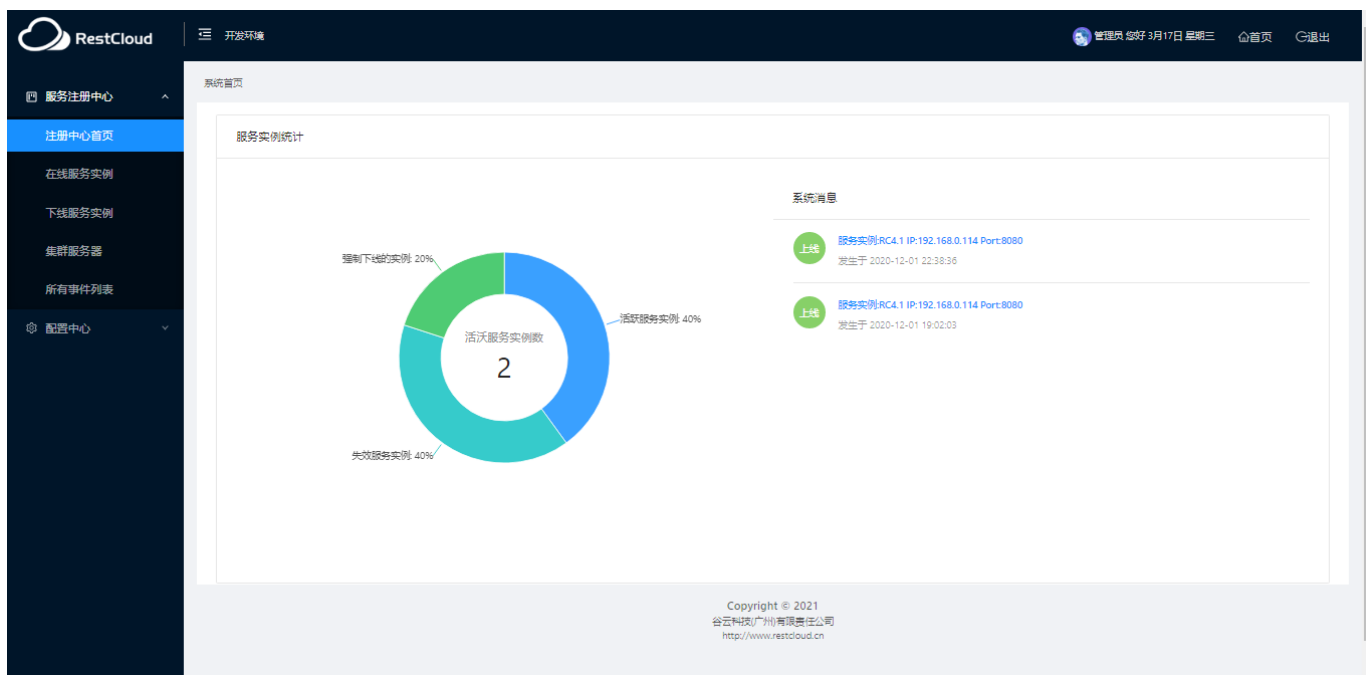 RestCloud
开发环境
管理员 您好 3月17日 星期三
首页
退出
服务注册中心
注册中心首页
在线服务实例
下线服务实例
集群服务器
所有事件列表
配置中心
系统首页
服务实例统计
强制下线的实例: 20%
活跃服务实例: 40%
活沃服务实例数
2
失效服务实例: 40%
系统消息
上线
服务实例:RC4.1 IP:192.168.0.114 Port:8080
发生于 2020-12-01 22:38:36
上线
服务实例:RC4.1 IP:192.168.0.114 Port:8080
发生于 2020-12-01 19:02:03
Copyright © 2021
谷云科技(广州)有限责任公司
http://www.restcloud.cn